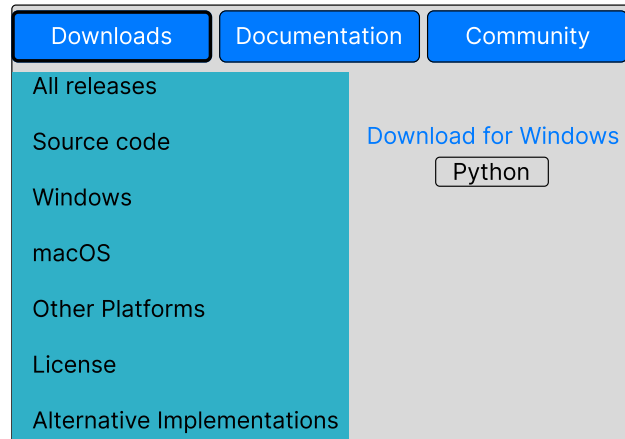 Downloads Documentation Community
All releases
Source code
Windows
macOS
Other Platforms
License
Alternative Implementations
Download for Windows
Python